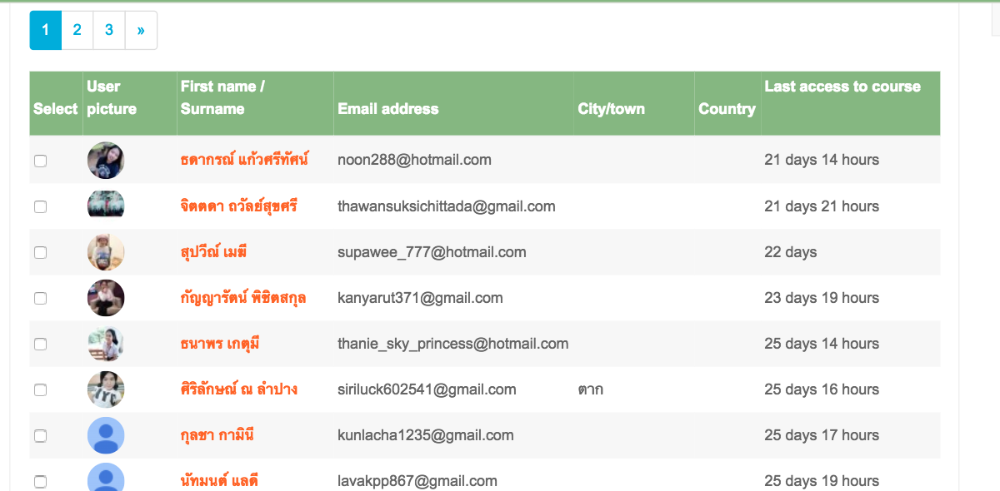 1 2 3 »
Select User picture First name / Surname Email address City/town Country Last access to course
ธดากรณ์ แก้วศรีทัศน์ noon288@hotmail.com 21 days 14 hours
จิตตดา ถวัลย์สุขศรี thawansuksichittada@gmail.com 21 days 21 hours
สุปวีณ์ เมฆี supawee_777@hotmail.com 22 days
กัญญารัตน์ พิชิตสกุล kanyarut371@gmail.com 23 days 19 hours
ธนาพร เกตุมี thanie_sky_princess@hotmail.com 25 days 14 hours
ศิริลักษณ์ ณ ลำปาง siriluck602541@gmail.com ตาก 25 days 16 hours
กุลชา กามินี kunlacha1235@gmail.com 25 days 17 hours
นัทมนต์ แลดี lavakpp867@gmail.com 25 days 19 hours